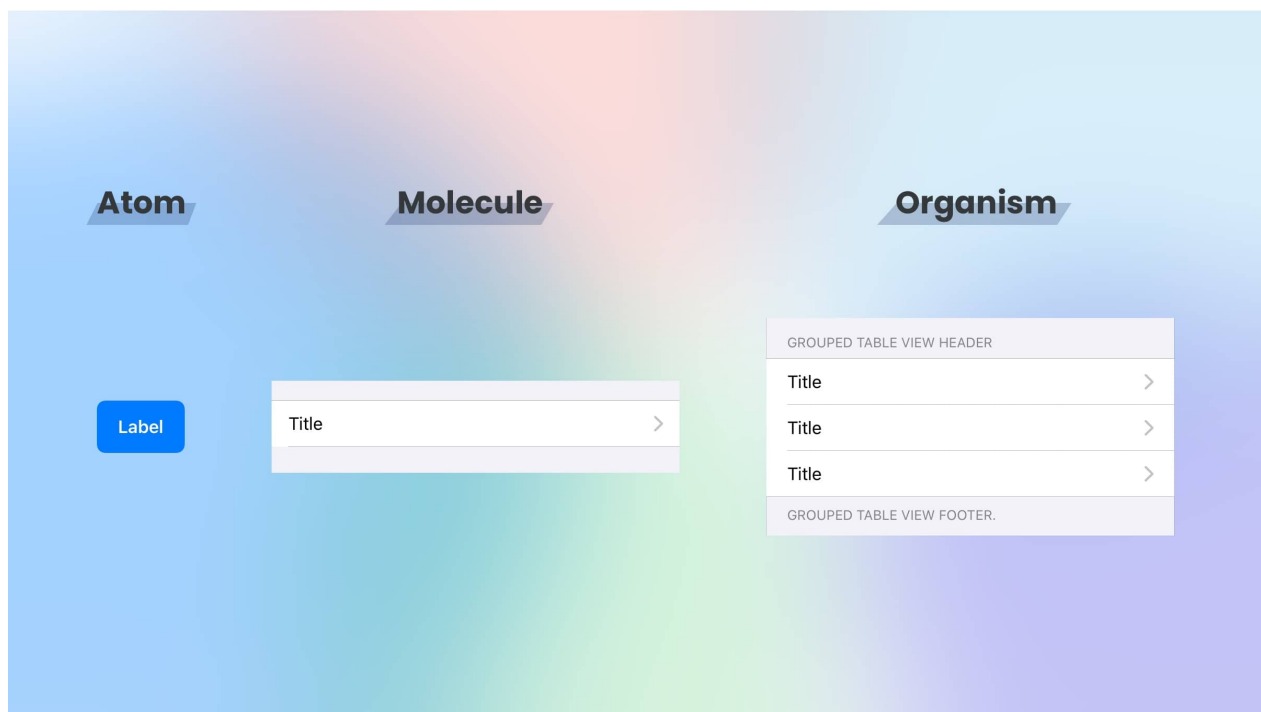 Atom
Molecule
Organism
Label
Title
GROUPED TABLE VIEW HEADER
Title
Title
Title
GROUPED TABLE VIEW FOOTER.